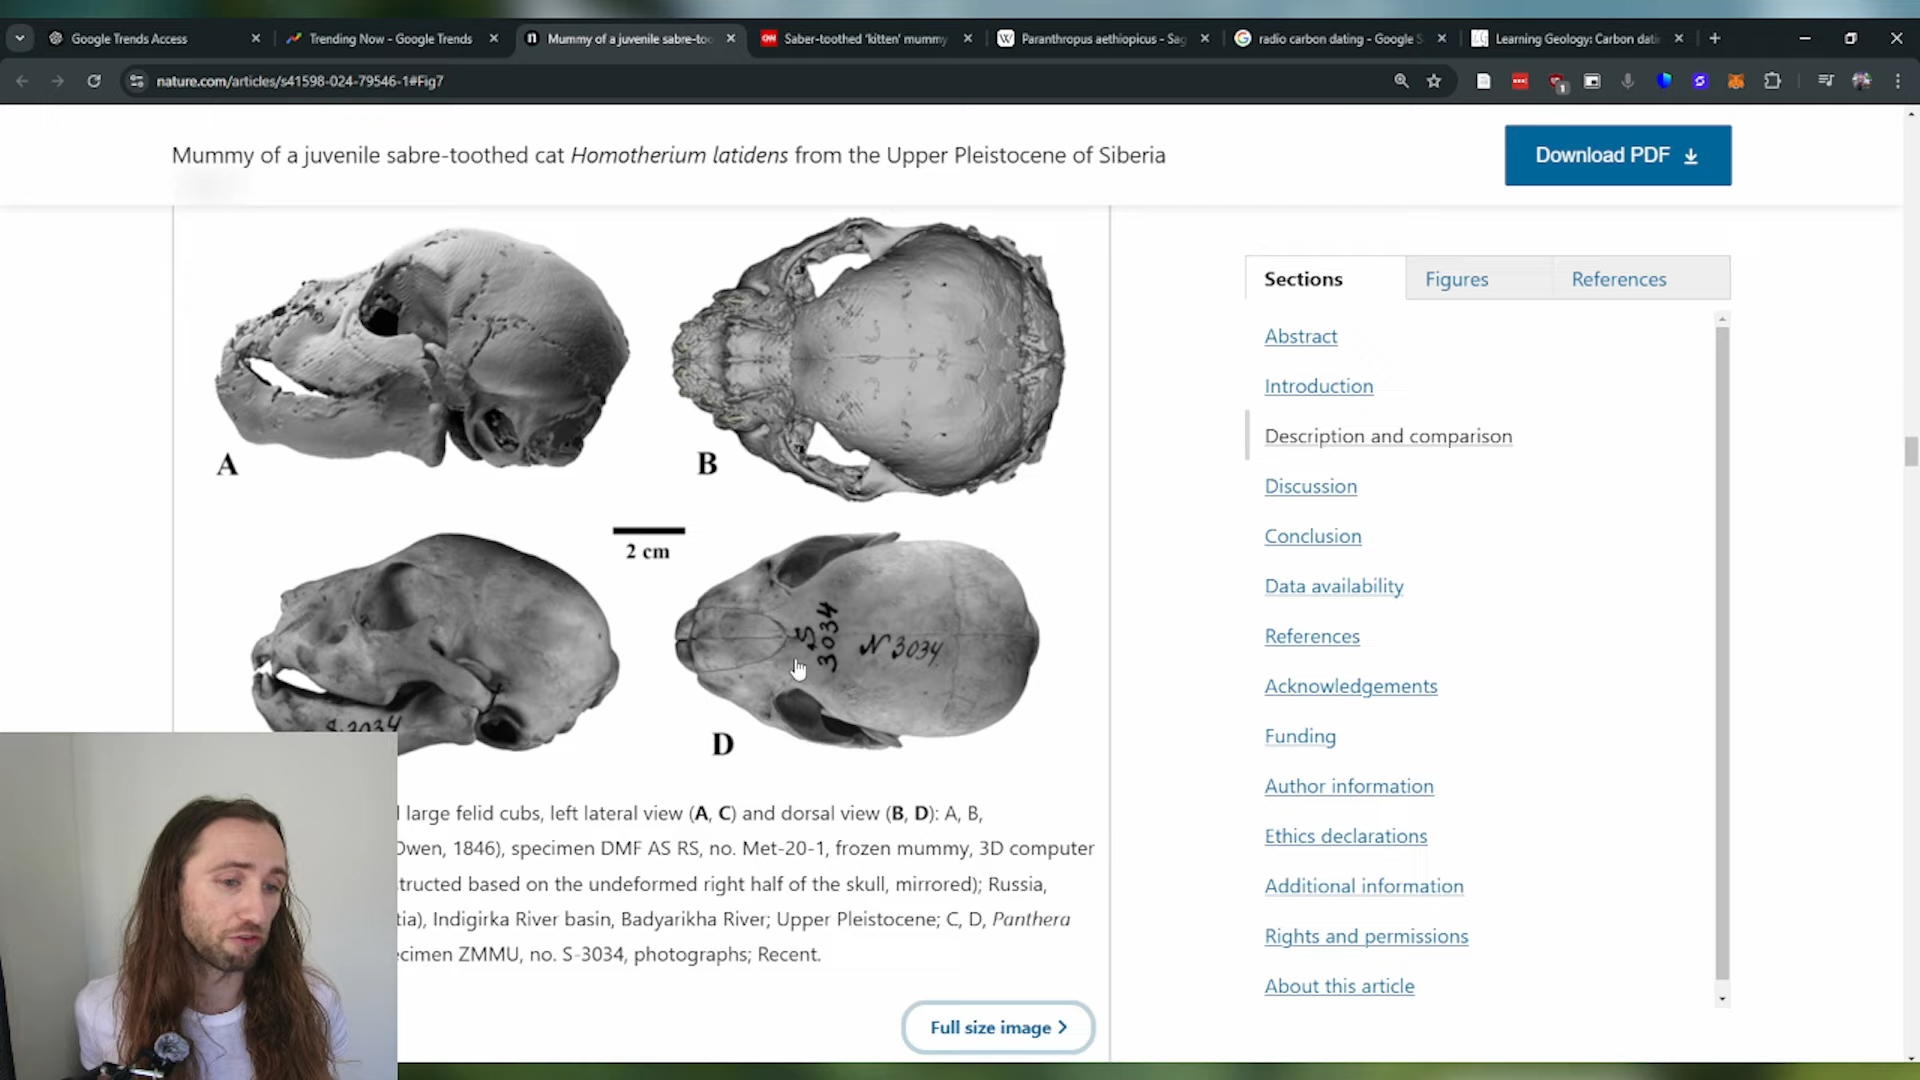 Google Trends Access
Trending Now - Google Trends
Mummy of a juvenile sabre-too
Saber-toothed 'kitten' mummy
Paranthropus aethiopicus - Sag
radio carbon dating - Google S
Learning Geology: Carbon dati
nature.com/articles/s41598-024-79546-1#Fig7
Mummy of a juvenile sabre-toothed cat Homotherium latidens from the Upper Pleistocene of Siberia
Download PDF
A
B
2 cm
S
3034
N 3034
S-3034
D
Sections
Figures
References
Abstract
Introduction
Description and comparison
Discussion
Conclusion
Data availability
References
Acknowledgements
Funding
Author information
Ethics declarations
Additional information
Rights and permissions
About this article
large felid cubs, left lateral view (A, C) and dorsal view (B, D): A, B,
Owen, 1846), specimen DMF AS RS, no. Met-20-1, frozen mummy, 3D computer
structed based on the undeformed right half of the skull, mirrored); Russia,
tia), Indigirka River basin, Badyarikha River; Upper Pleistocene; C, D, Panthera
ecimen ZMMU, no. S-3034, photographs; Recent.
Full size image